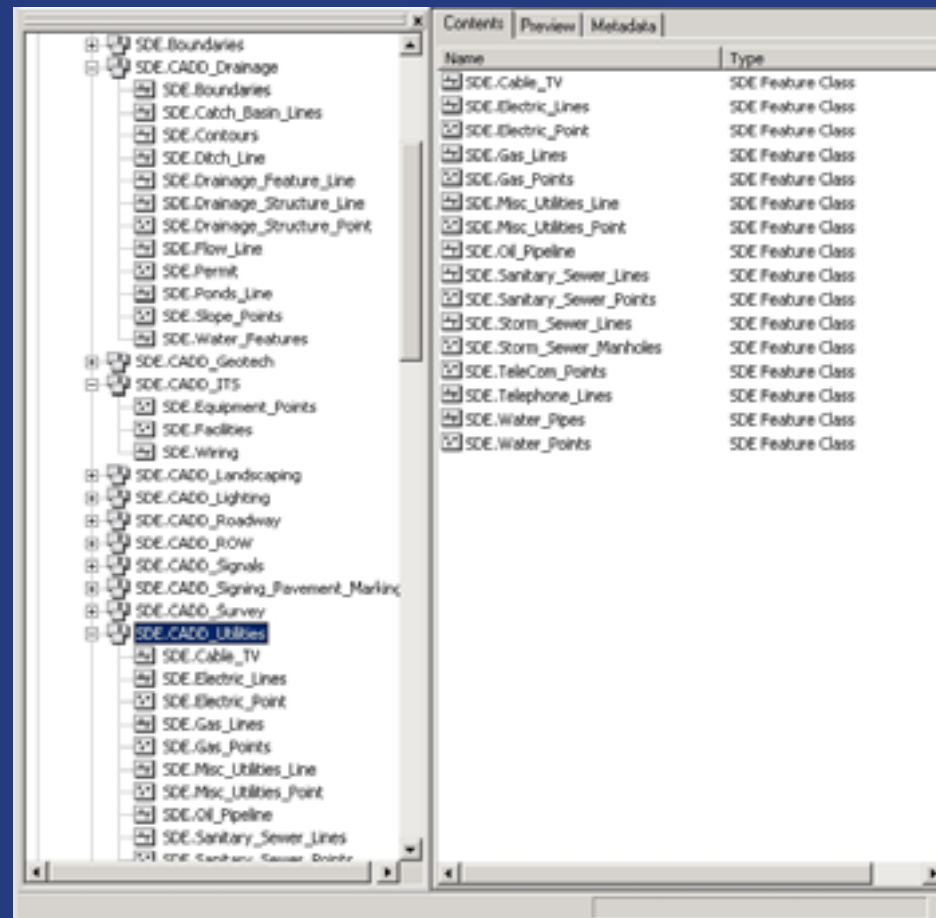 SDE.Boundaries
SDE.CADD_Drainage
SDE.Boundaries
SDE.Catch_Basin_Lines
SDE.Contours
SDE.Ditch_Line
SDE.Drainage_Feature_Line
SDE.Drainage_Structure_Line
SDE.Drainage_Structure_Point
SDE.Flow_Line
SDE.Permit
SDE.Ponds_Line
SDE.Slope_Points
SDE.Water_Features
SDE.CADD_Geotech
SDE.CADD_ITS
SDE.Equipment_Points
SDE.Facilities
SDE.Wiring
SDE.CADD_Landscaping
SDE.CADD_Lighting
SDE.CADD_Roadway
SDE.CADD_ROW
SDE.CADD_Signals
SDE.CADD_Signing_Pavement_Marking
SDE.CADD_Survey
SDE.CADD_Utilities
SDE.Cable_TV
SDE.Electric_Lines
SDE.Electric_Point
SDE.Gas_Lines
SDE.Gas_Points
SDE.Misc_Utilities_Line
SDE.Misc_Utilities_Point
SDE.Oil_Pipeline
SDE.Sanitary_Sewer_Lines
SDE.Sanitary_Sewer_Points
Contents Preview Metadata
Name Type
SDE.Cable_TV SDE Feature Class
SDE.Electric_Lines SDE Feature Class
SDE.Electric_Point SDE Feature Class
SDE.Gas_Lines SDE Feature Class
SDE.Gas_Points SDE Feature Class
SDE.Misc_Utilities_Line SDE Feature Class
SDE.Misc_Utilities_Point SDE Feature Class
SDE.Oil_Pipeline SDE Feature Class
SDE.Sanitary_Sewer_Lines SDE Feature Class
SDE.Sanitary_Sewer_Points SDE Feature Class
SDE.Storm_Sewer_Lines SDE Feature Class
SDE.Storm_Sewer_Manholes SDE Feature Class
SDE.TeleCom_Points SDE Feature Class
SDE.Telephone_Lines SDE Feature Class
SDE.Water_Pipes SDE Feature Class
SDE.Water_Points SDE Feature Class